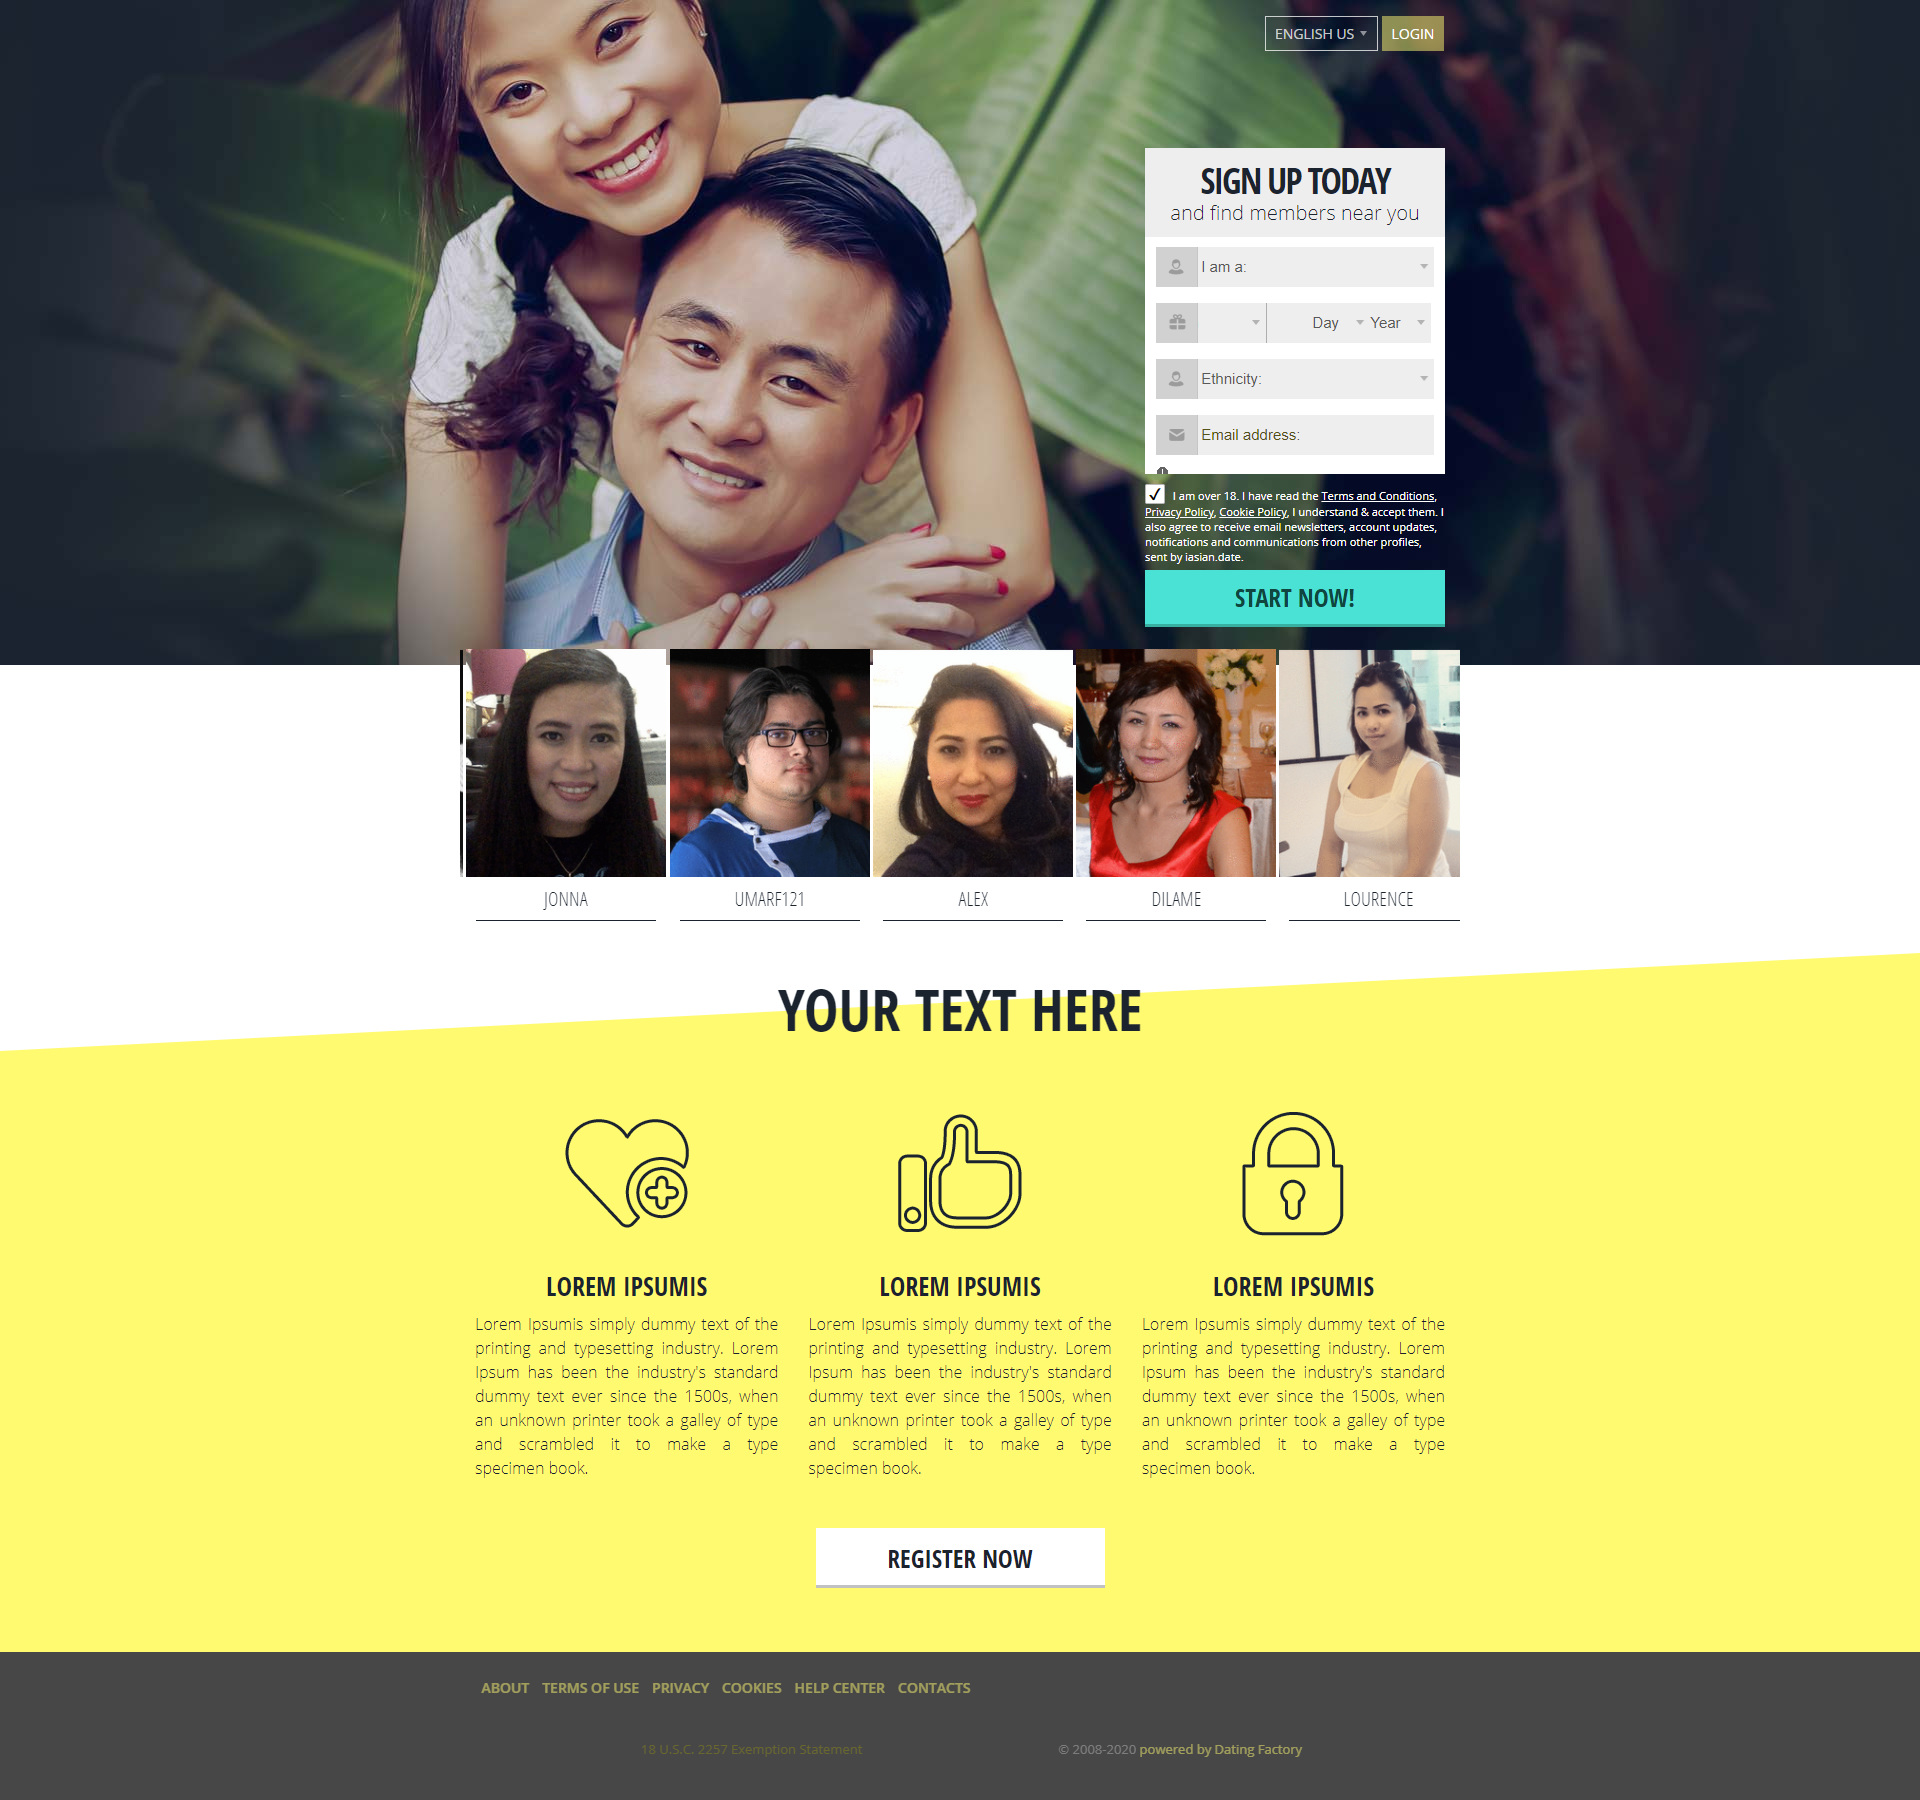 ENGLISH US
LOGIN
SIGN UP TODAY
and find members near you
I am a:
Day Year
Ethnicity:
Email address:
I am over 18. I have read the Terms and Conditions,
Privacy Policy, Cookie Policy, I understand & accept them. I
also agree to receive email newsletters, account updates,
notifications and communications from other profiles,
sent by iasian.date.
START NOW!
JONNA
UMARF121
ALEX
DILAME
LOURENCE
YOUR TEXT HERE
LOREM IPSUMIS
Lorem Ipsumis simply dummy text of the
printing and typesetting industry. Lorem
Ipsum has been the industry's standard
dummy text ever since the 1500s, when
an unknown printer took a galley of type
and scrambled it to make a type
specimen book.
LOREM IPSUMIS
Lorem Ipsumis simply dummy text of the
printing and typesetting industry. Lorem
Ipsum has been the industry's standard
dummy text ever since the 1500s, when
an unknown printer took a galley of type
and scrambled it to make a type
specimen book.
LOREM IPSUMIS
Lorem Ipsumis simply dummy text of the
printing and typesetting industry. Lorem
Ipsum has been the industry's standard
dummy text ever since the 1500s, when
an unknown printer took a galley of type
and scrambled it to make a type
specimen book.
REGISTER NOW
ABOUT TERMS OF USE PRIVACY COOKIES HELP CENTER CONTACTS
18 U.S.C. 2257 Exemption Statement
© 2008-2020 powered by Dating Factory